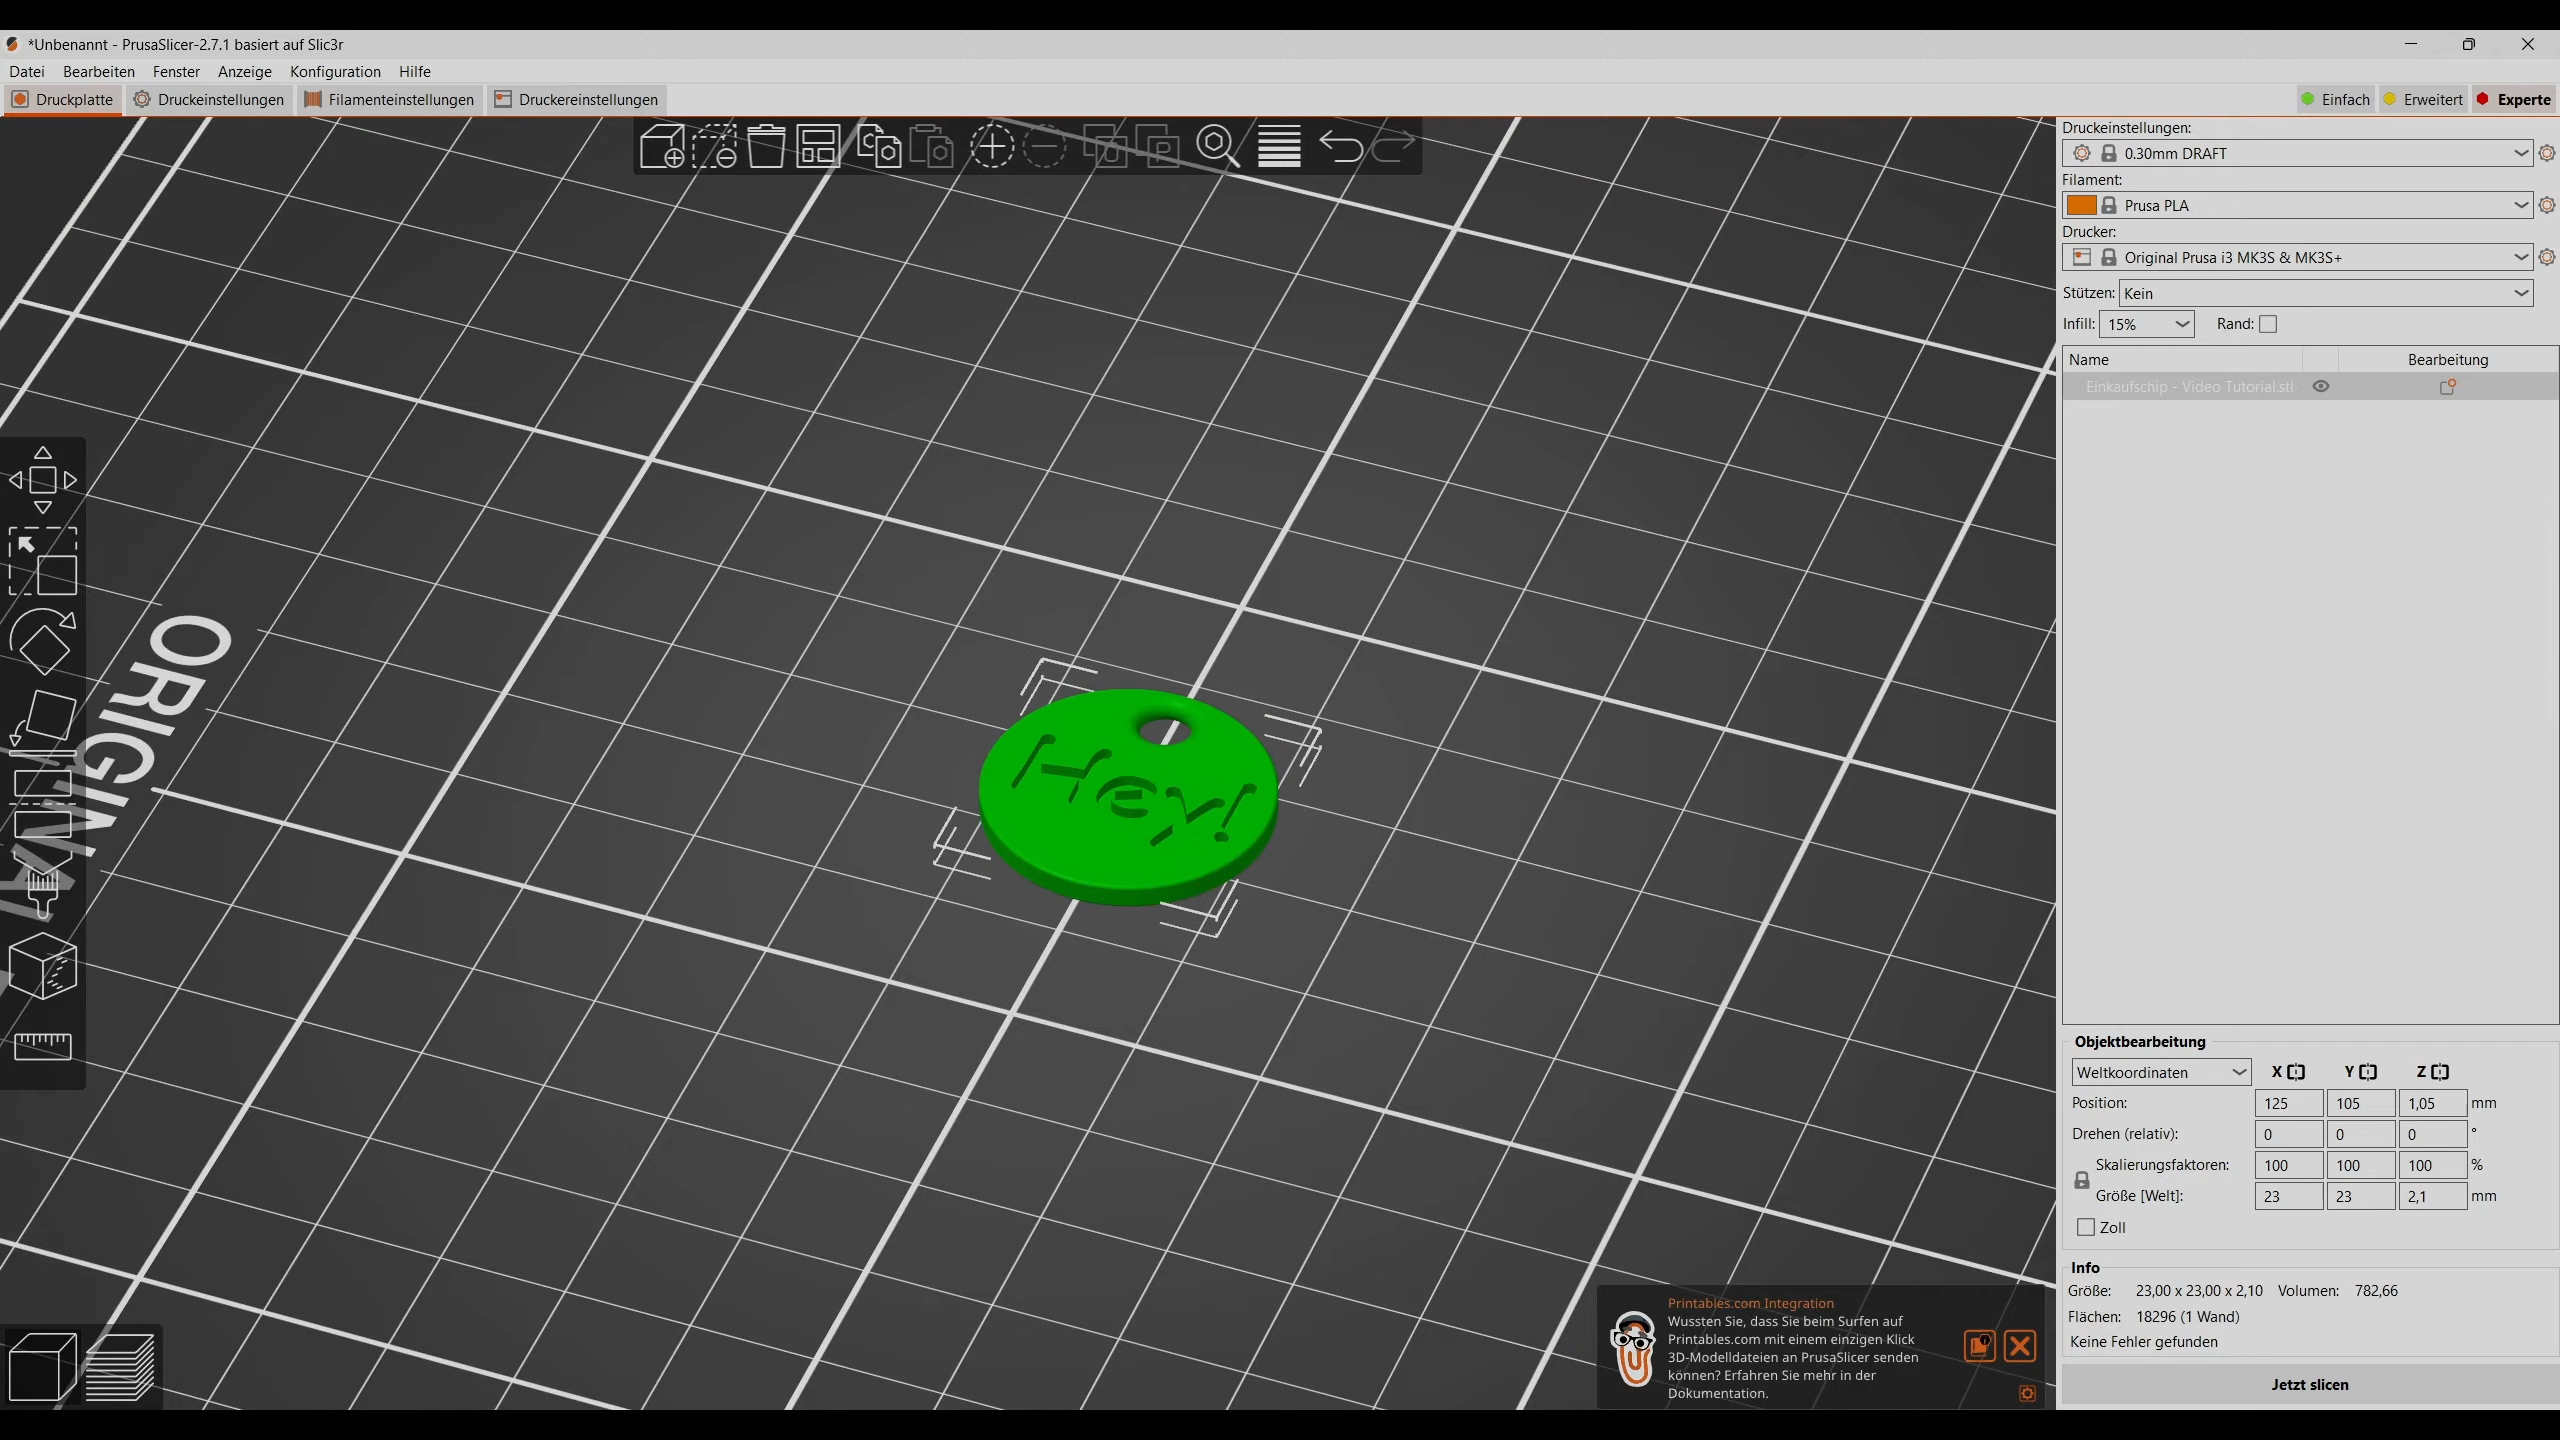 *Unbenannt - PrusaSlicer-2.7.1 basiert auf Slic3r
Datei Bearbeiten Fenster Anzeige Konfiguration Hilfe
Druckplatte Druckeinstellungen Filamenteinstellungen Druckereinstellungen Einfach Erweitert Experte
Druckeinstellungen:
0.30mm DRAFT
Filament:
Prusa PLA
Drucker:
Original Prusa i3 MK3S & MK3S+
Stützen: Kein
Infill: 15% Rand:
Name Bearbeitung
Einkaufschip - Video Tutorial.stl
ORIGINAL
Hey!
Objektbearbeitung
Weltkoordinaten X Y Z
Position: 125 105 1,05 mm
Drehen (relativ): 0 0 0 °
Skalierungsfaktoren: 100 100 100 %
Größe [Welt]: 23 23 2,1 mm
Zoll
Info
Größe: 23,00 x 23,00 x 2,10 Volumen: 782,66
Flächen: 18296 (1 Wand)
Keine Fehler gefunden
Jetzt slicen
Printables.com Integration
Wussten Sie, dass Sie beim Surfen auf
Printables.com mit einem einzigen Klick
3D-Modelldateien an PrusaSlicer senden
können? Erfahren Sie mehr in der
Dokumentation.